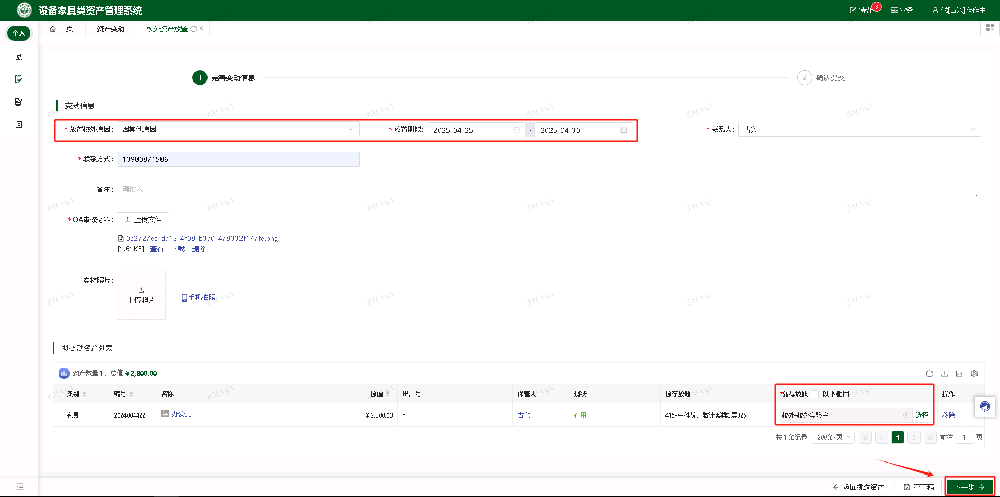 设备家具类资产管理系统
待办 3 业务 代[古兴]操作中
个人 首页 资产变动 校外资产放置
1 完善变动信息 2 确认提交
变动信息
* 放置校外原因: 因其他原因 * 放置期限: 2025-04-25 ~ 2025-04-30 * 联系人: 古兴
* 联系方式: 13980871586
备注: 请输入
* OA审核材料: 上传文件
0c2727ee-da13-4f08-b3a0-478332f177fe.png
[1.61KB] 查看 下载 删除
实物照片: 上传照片 手机拍照
拟变动资产列表
资产数量1, 总值 ¥2,800.00
类别 编号 名称 原值 出厂号 保管人 现状 原存放地 *新存放地 以下相同 操作
家具 2024004422 办公桌 ¥2,800.00 * 古兴 在用 415-生科院、数计系楼3层325 校外-校外实验室 选择 移除
共1条记录 200条/页 1 前往 1 页
返回挑选资产 存草稿 下一步
古兴 ing3